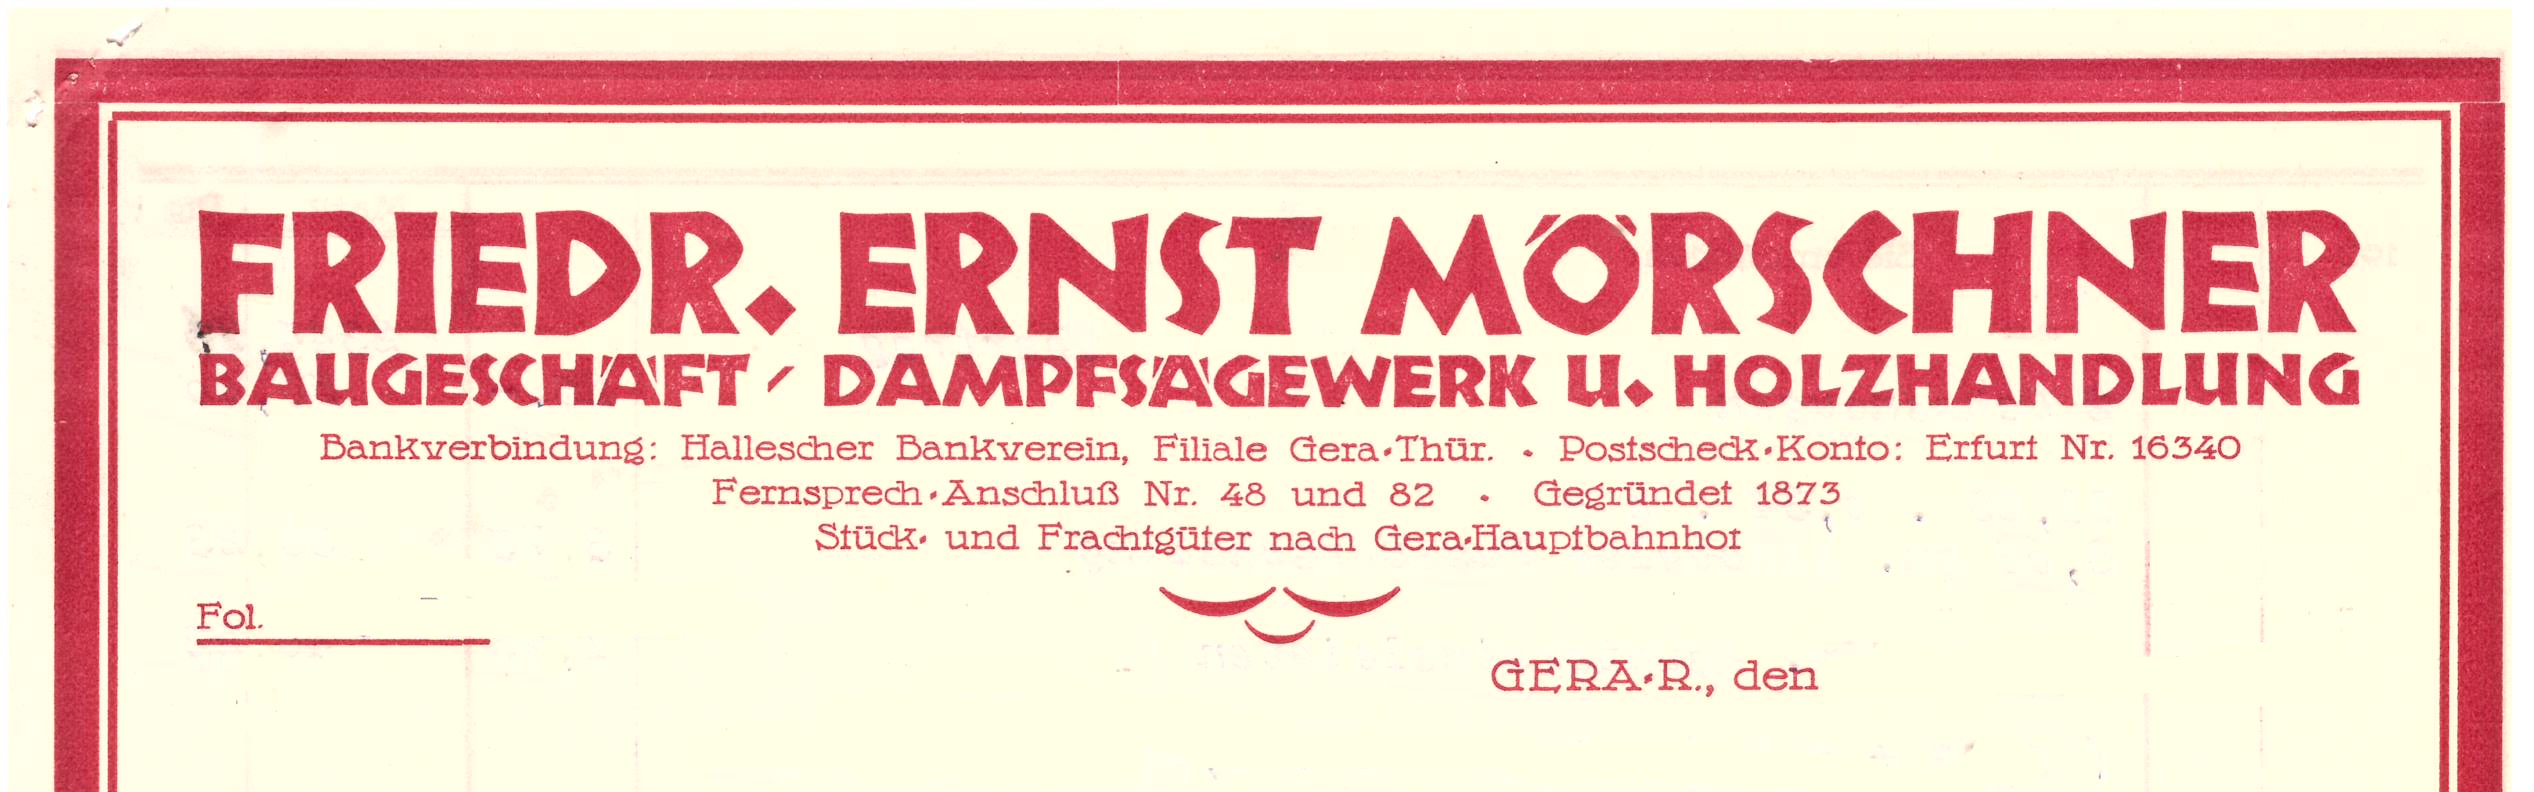 FRIEDR. ERNST MÖRSCHNER
BAUGESCHÄFT / DAMPFSÄGEWERK U. HOLZHANDLUNG
Bankverbindung: Hallescher Bankverein, Filiale Gera-Thür. • Postscheck-Konto: Erfurt Nr. 16340
Fernsprech-Anschluß Nr. 48 und 82 • Gegründet 1873
Stück- und Frachtgüter nach Gera-Hauptbahnhof
Fol.
GERA-R., den